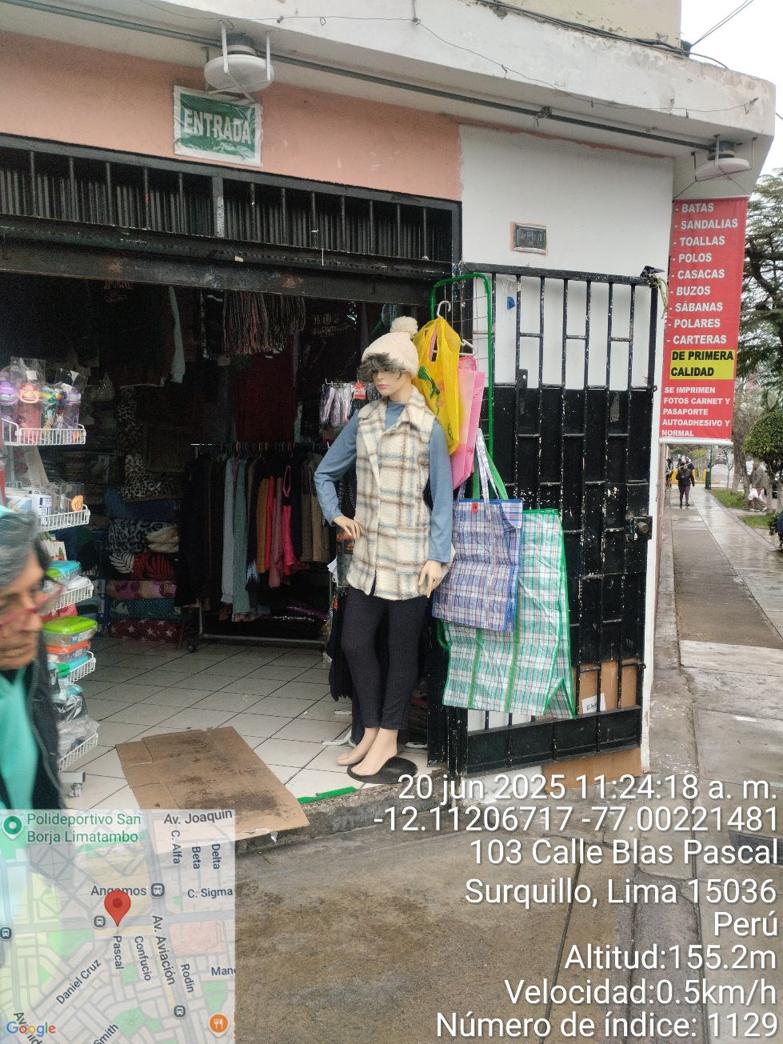 ENTRADA
- BATAS
- SANDALIAS
- TOALLAS
- POLOS
- CASACAS
- BUZOS
- SÁBANAS
- POLARES
- CARTERAS
DE PRIMERA
CALIDAD
SE IMPRIMEN
FOTOS CARNET Y
PASAPORTE
AUTOADHESIVO Y
NORMAL
20 jun 2025 11:24:18 a. m.
-12.11206717 -77.00221481
103 Calle Blas Pascal
Surquillo, Lima 15036
Perú
Altitud:155.2m
Velocidad:0.5km/h
Número de índice: 1129
Polideportivo San
Borja Limatambo
Av. Joaquin
C. Alfa
Beta
Delta
Angamos
C. Sigma
Pascal
Confucio
Av. Aviación
Rodin
Daniel Cruz
Google